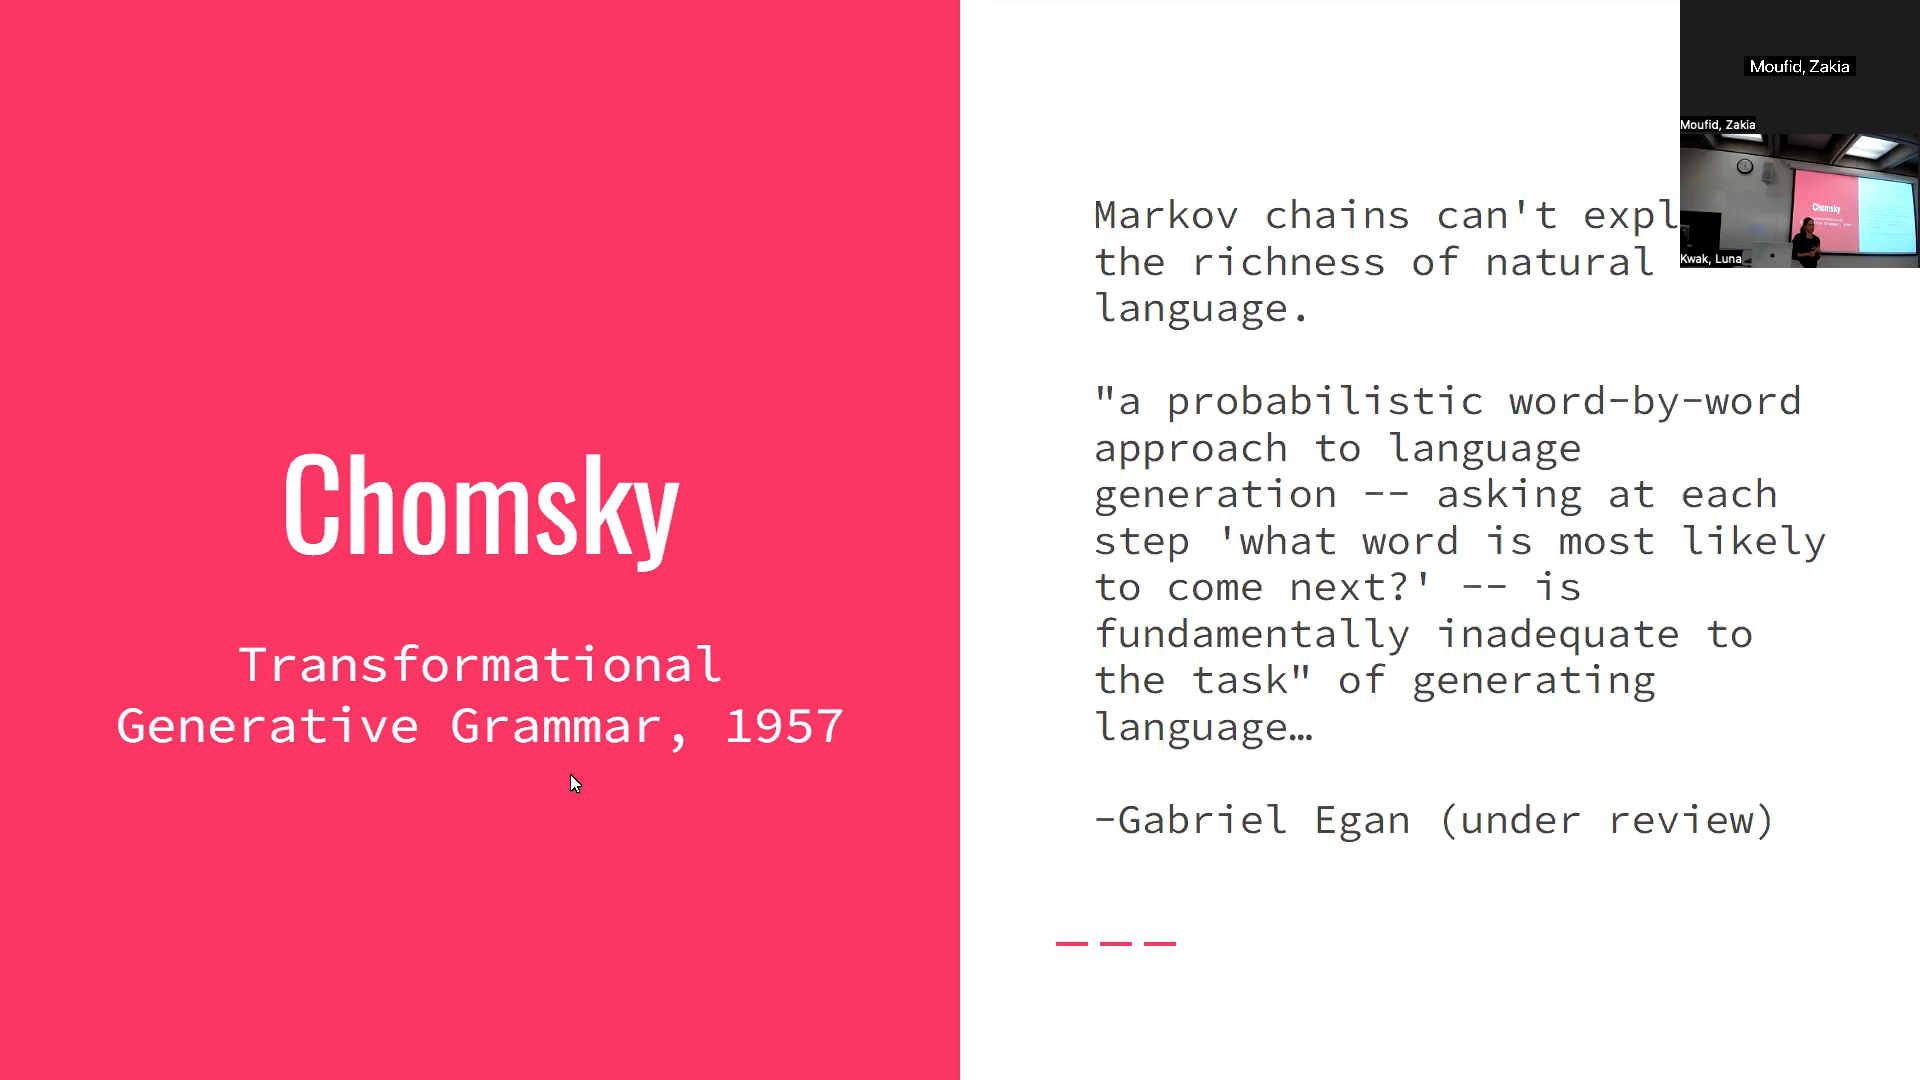 Chomsky
Transformational
Generative Grammar, 1957
Markov chains can't expl
the richness of natural
language.
"a probabilistic word-by-word
approach to language
generation -- asking at each
step 'what word is most likely
to come next?' -- is
fundamentally inadequate to
the task" of generating
language…
-Gabriel Egan (under review)
Moufid, Zakia
Moufid, Zakia
Chomsky
Kwak, Luna